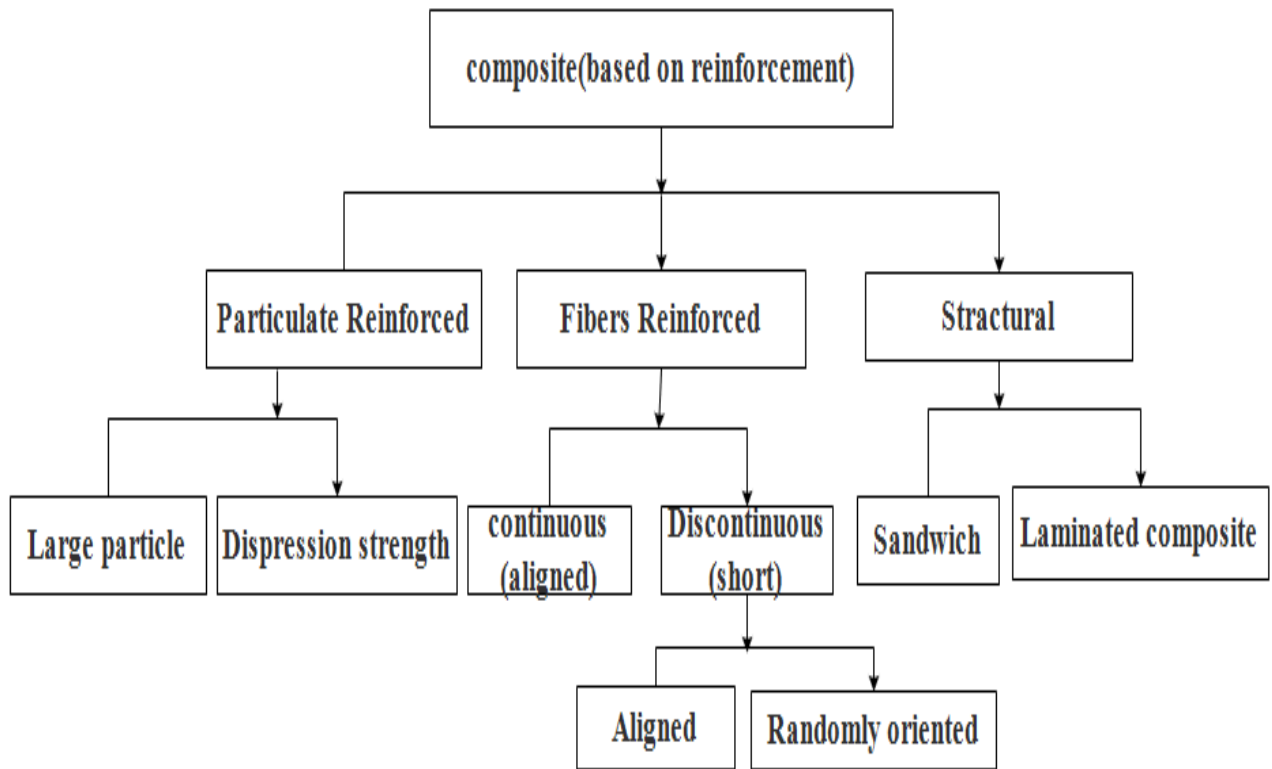 composite(based on reinforcement)
Particulate Reinforced
Fibers Reinforced
Stractural
Large particle
Dispression strength
continuous
(aligned)
Discontinuous
(short)
Sandwich
Laminated composite
Aligned
Randomly oriented